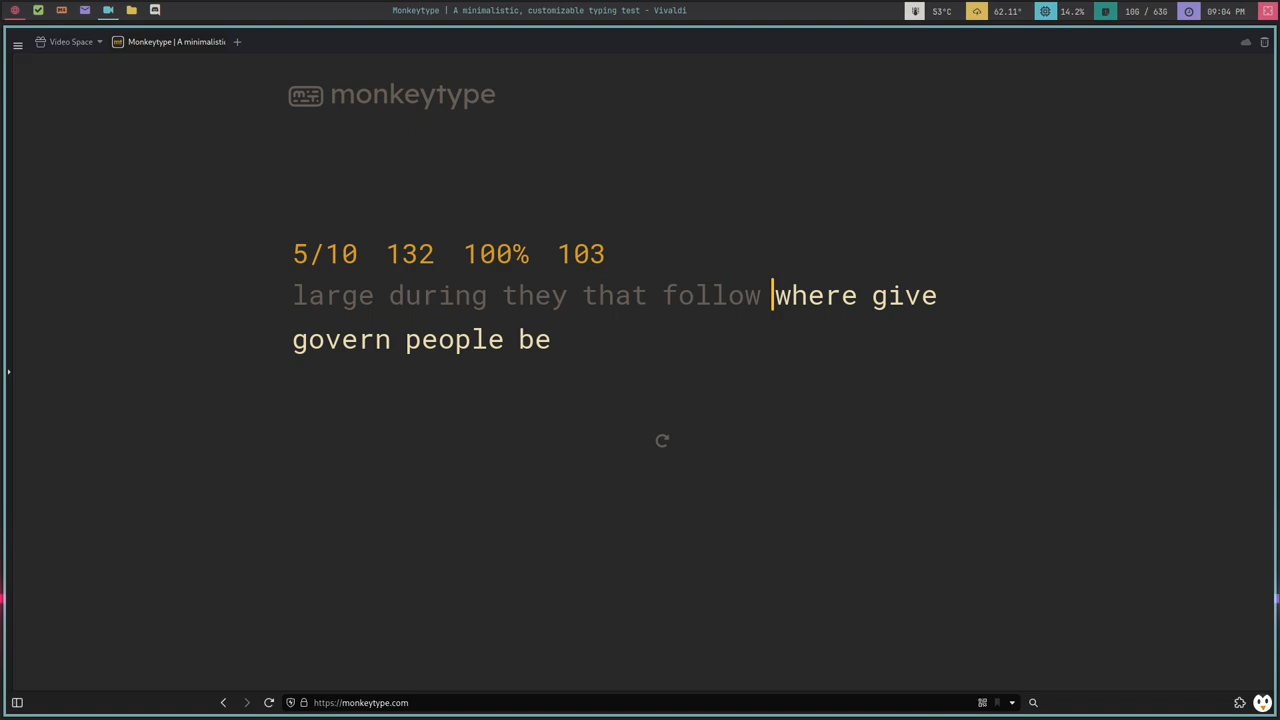 Monkeytype | A minimalistic, customizable typing test - Vivaldi
53°C 62.11° 14.2% 10G / 63G 09:04 PM
Video Space Monkeytype | A minimalistic
monkeytype
5/10 132 100% 103
large during they that follow where give
govern people be
https://monkeytype.com